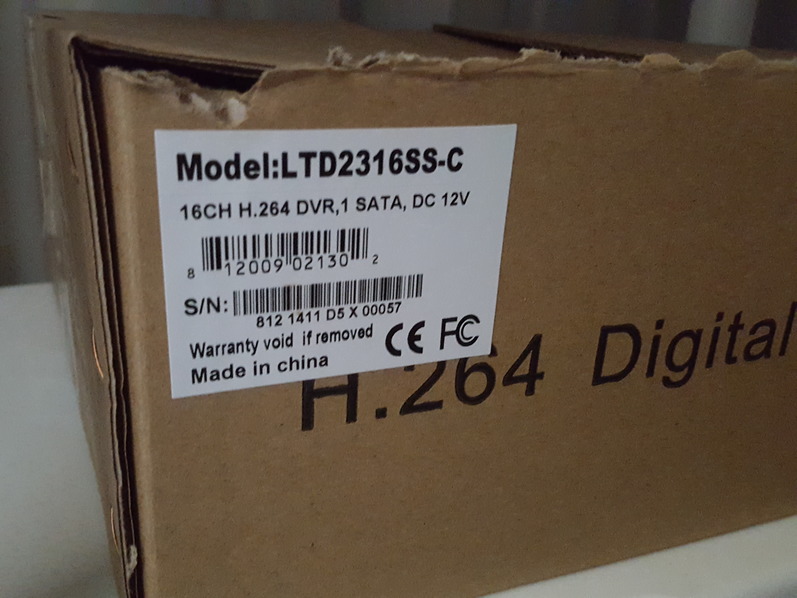 Model:LTD2316SS-C
16CH H.264 DVR,1 SATA, DC 12V
8 12009 02130 2
S/N:
812 1411 D5 X 00057
Warranty void if removed
Made in china
CE FC
H.264 Digital